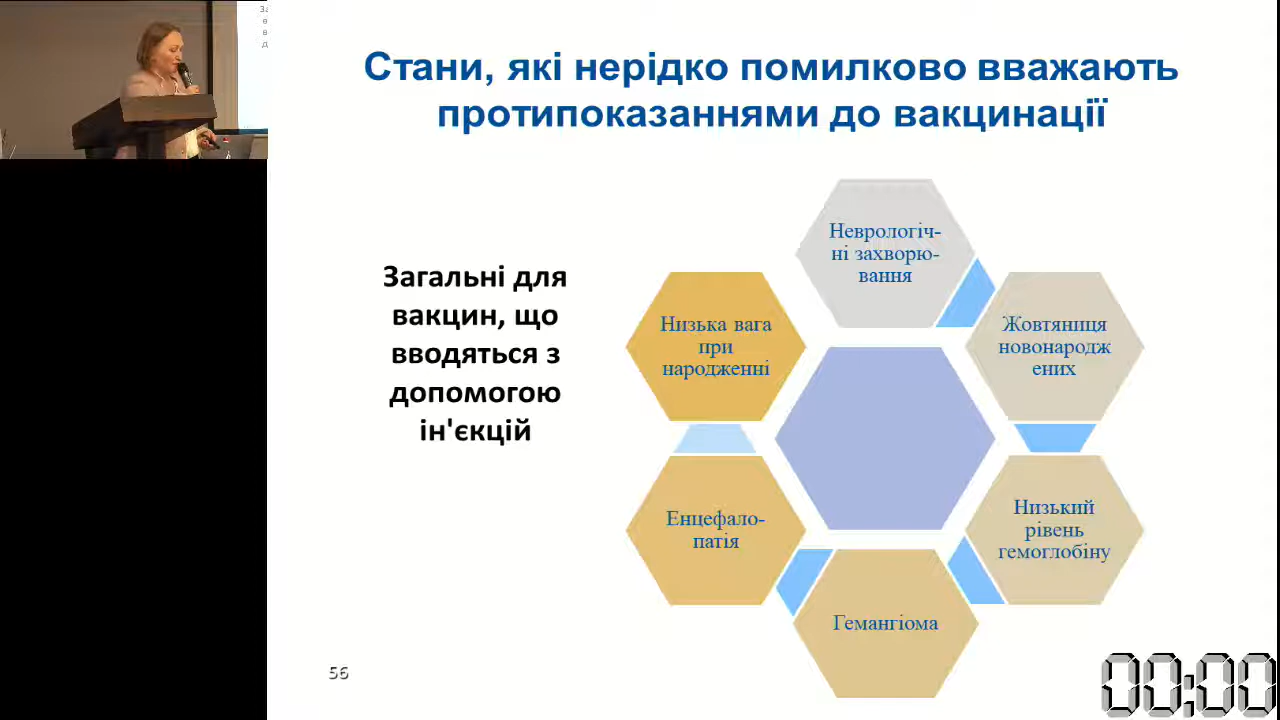 Стани, які нерідко помилково вважають
протипоказаннями до вакцинації
Загальні для
вакцин, що
вводяться з
допомогою
ін'єкцій
Неврологіч-
ні захворю-
вання
Жовтяниця
новонародж
ених
Низький
рівень
гемоглобіну
Гемангіома
Енцефало-
патія
Низька вага
при
народженні
56
00:00